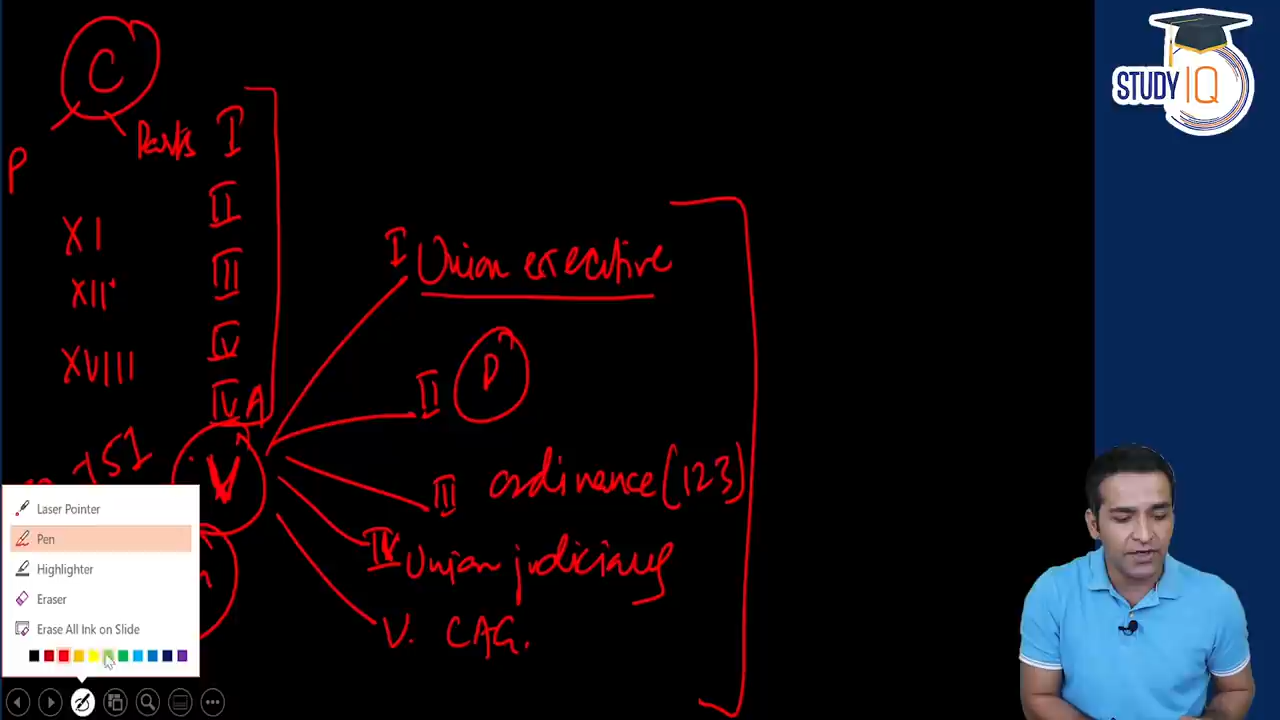 STUDY IQ
C
Parts I
P
II
XI
III
XII
IV
XVIII
IVA
151
V
I Union executive
II P
III ordinance (123)
IV Union judiciary
V. CAG.
Laser Pointer
Pen
Highlighter
Eraser
Erase All Ink on Slide